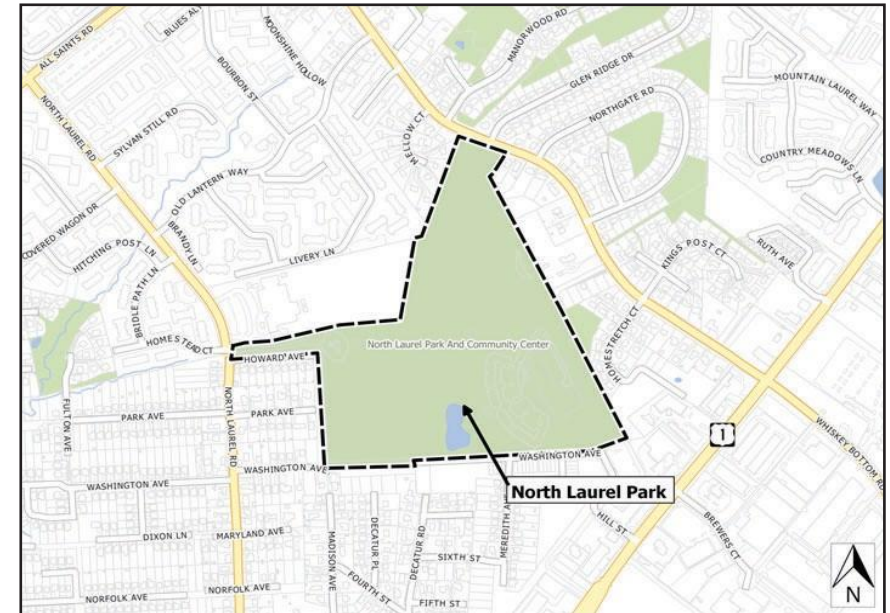 ALL SAINTS RD
BLUES AL
MOONSHINE HOLLOW
MANORWOOD RD
GLEN RIDGE DR
BOURBON ST
NORTHGATE RD
MOUNTAIN LAUREL WAY
NORTH LAUREL RD
SYLVAN STILL RD
MELLOW CT
COUNTRY MEADOWS LN
OLD LANTERN WAY
COVERED WAGON DR
BRANDY LN
HITCHING POST LN
LIVERY LN
KINGS POST CT
RUTH AVE
BRIDLE PATH LN
HOMESTEAD CT
HOWARD AVE
North Laurel Park And Community Center
HOMESTRETCH CT
FULTON AVE
PARK AVE
PARK AVE
NORTH LAUREL RD
1
WHISKEY BOTTOM RD
WASHINGTON AVE
WASHINGTON AVE
WASHINGTON AVE
North Laurel Park
DIXON LN
MARYLAND AVE
MADISON AVE
DECATUR PL
DECATUR RD
MEREDITH AVE
HILL ST
BREWERS CT
SIXTH ST
FOURTH ST
NORFOLK AVE
NORFOLK AVE
FIFTH ST
N